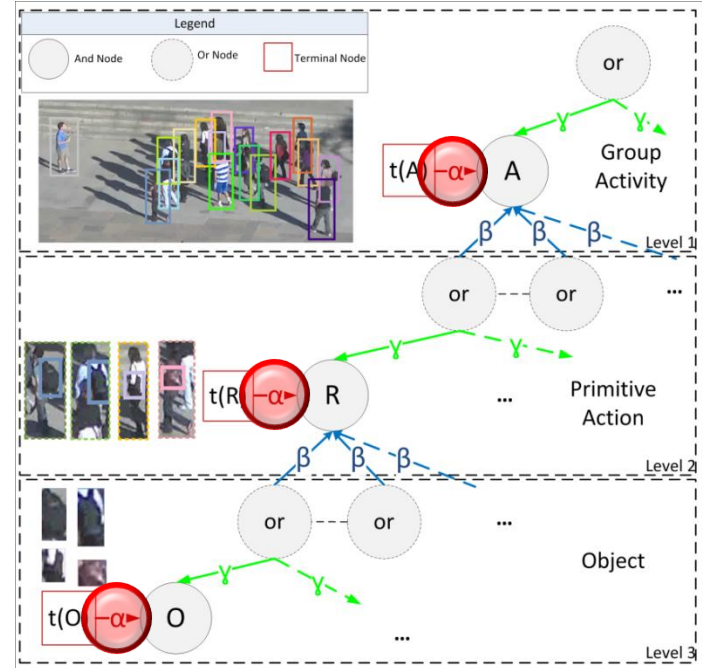 Legend
And Node
Or Node
Terminal Node
or
γ γ
t(A) α A
Group
Activity
β β β
Level 1
or or ...
γ γ
t(R) α R
...
Primitive
Action
β β β
Level 2
or or ...
Object
γ γ
t(O) α O
...
Level 3